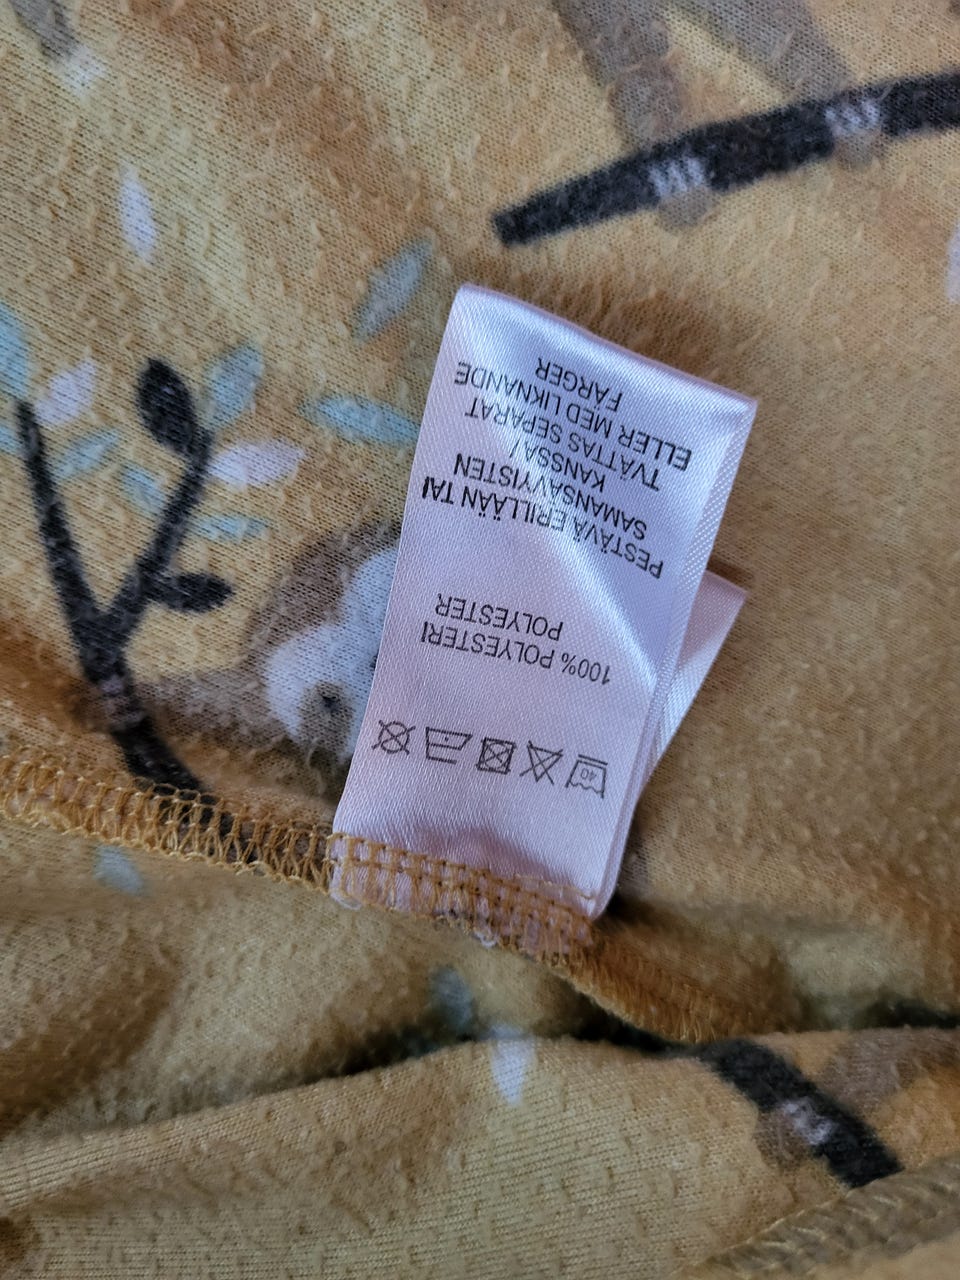 40
100% POLYESTERI
POLYESTER
PESTÄVÄ ERILLÄÄN TAI
SAMANSÄVYISTEN
KANSSA /
TVÄTTAS SEPARAT
ELLER MED LIKNANDE
FÄRGER